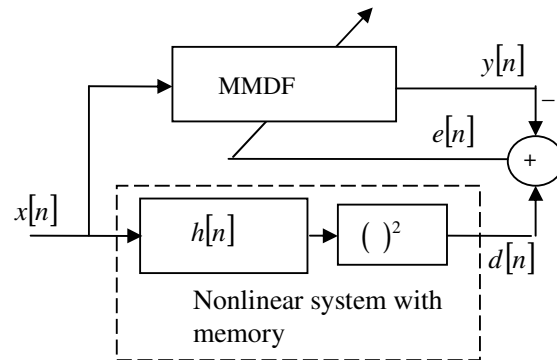 MMDF
y[n]
−
e[n]
+
x[n]
h[n]
( )²
d[n]
Nonlinear system with
memory